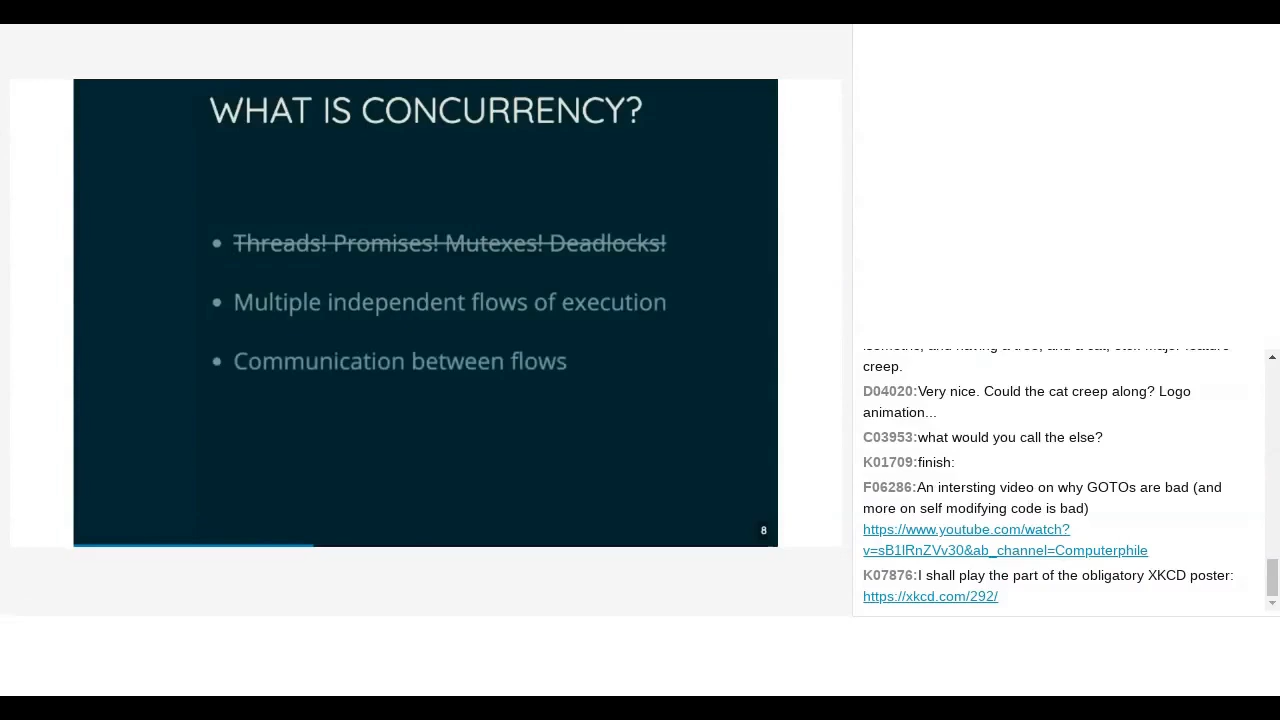 WHAT IS CONCURRENCY?
Threads! Promises! Mutexes! Deadlocks!
Multiple independent flows of execution
Communication between flows
8
creep.
D04020:Very nice. Could the cat creep along? Logo
animation...
C03953:what would you call the else?
K01709:finish:
F06286:An intersting video on why GOTOs are bad (and
more on self modifying code is bad)
https://www.youtube.com/watch?
v=sB1lRnZVv30&ab_channel=Computerphile
K07876:I shall play the part of the obligatory XKCD poster:
https://xkcd.com/292/